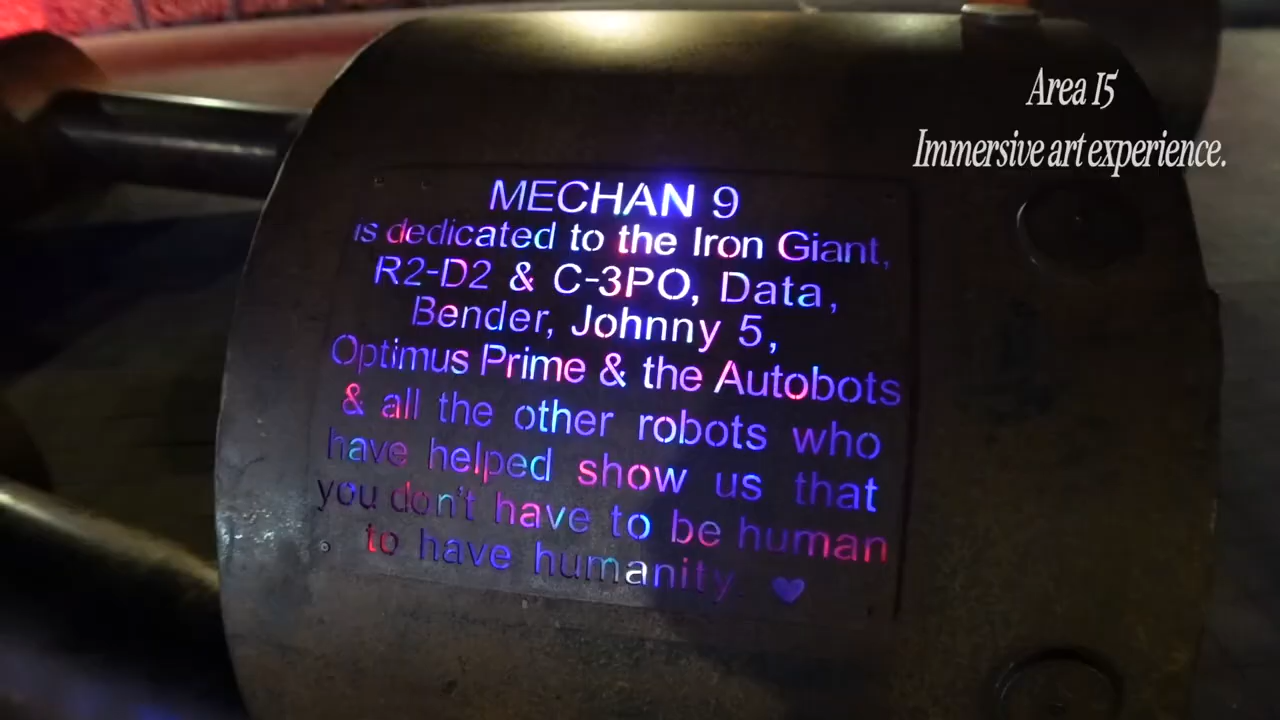 Area 15
Immersive art experience.
MECHAN 9
is dedicated to the Iron Giant,
R2-D2 & C-3PO, Data,
Bender, Johnny 5,
Optimus Prime & the Autobots
& all the other robots who
have helped show us that
you don't have to be human
to have humanity. ♥